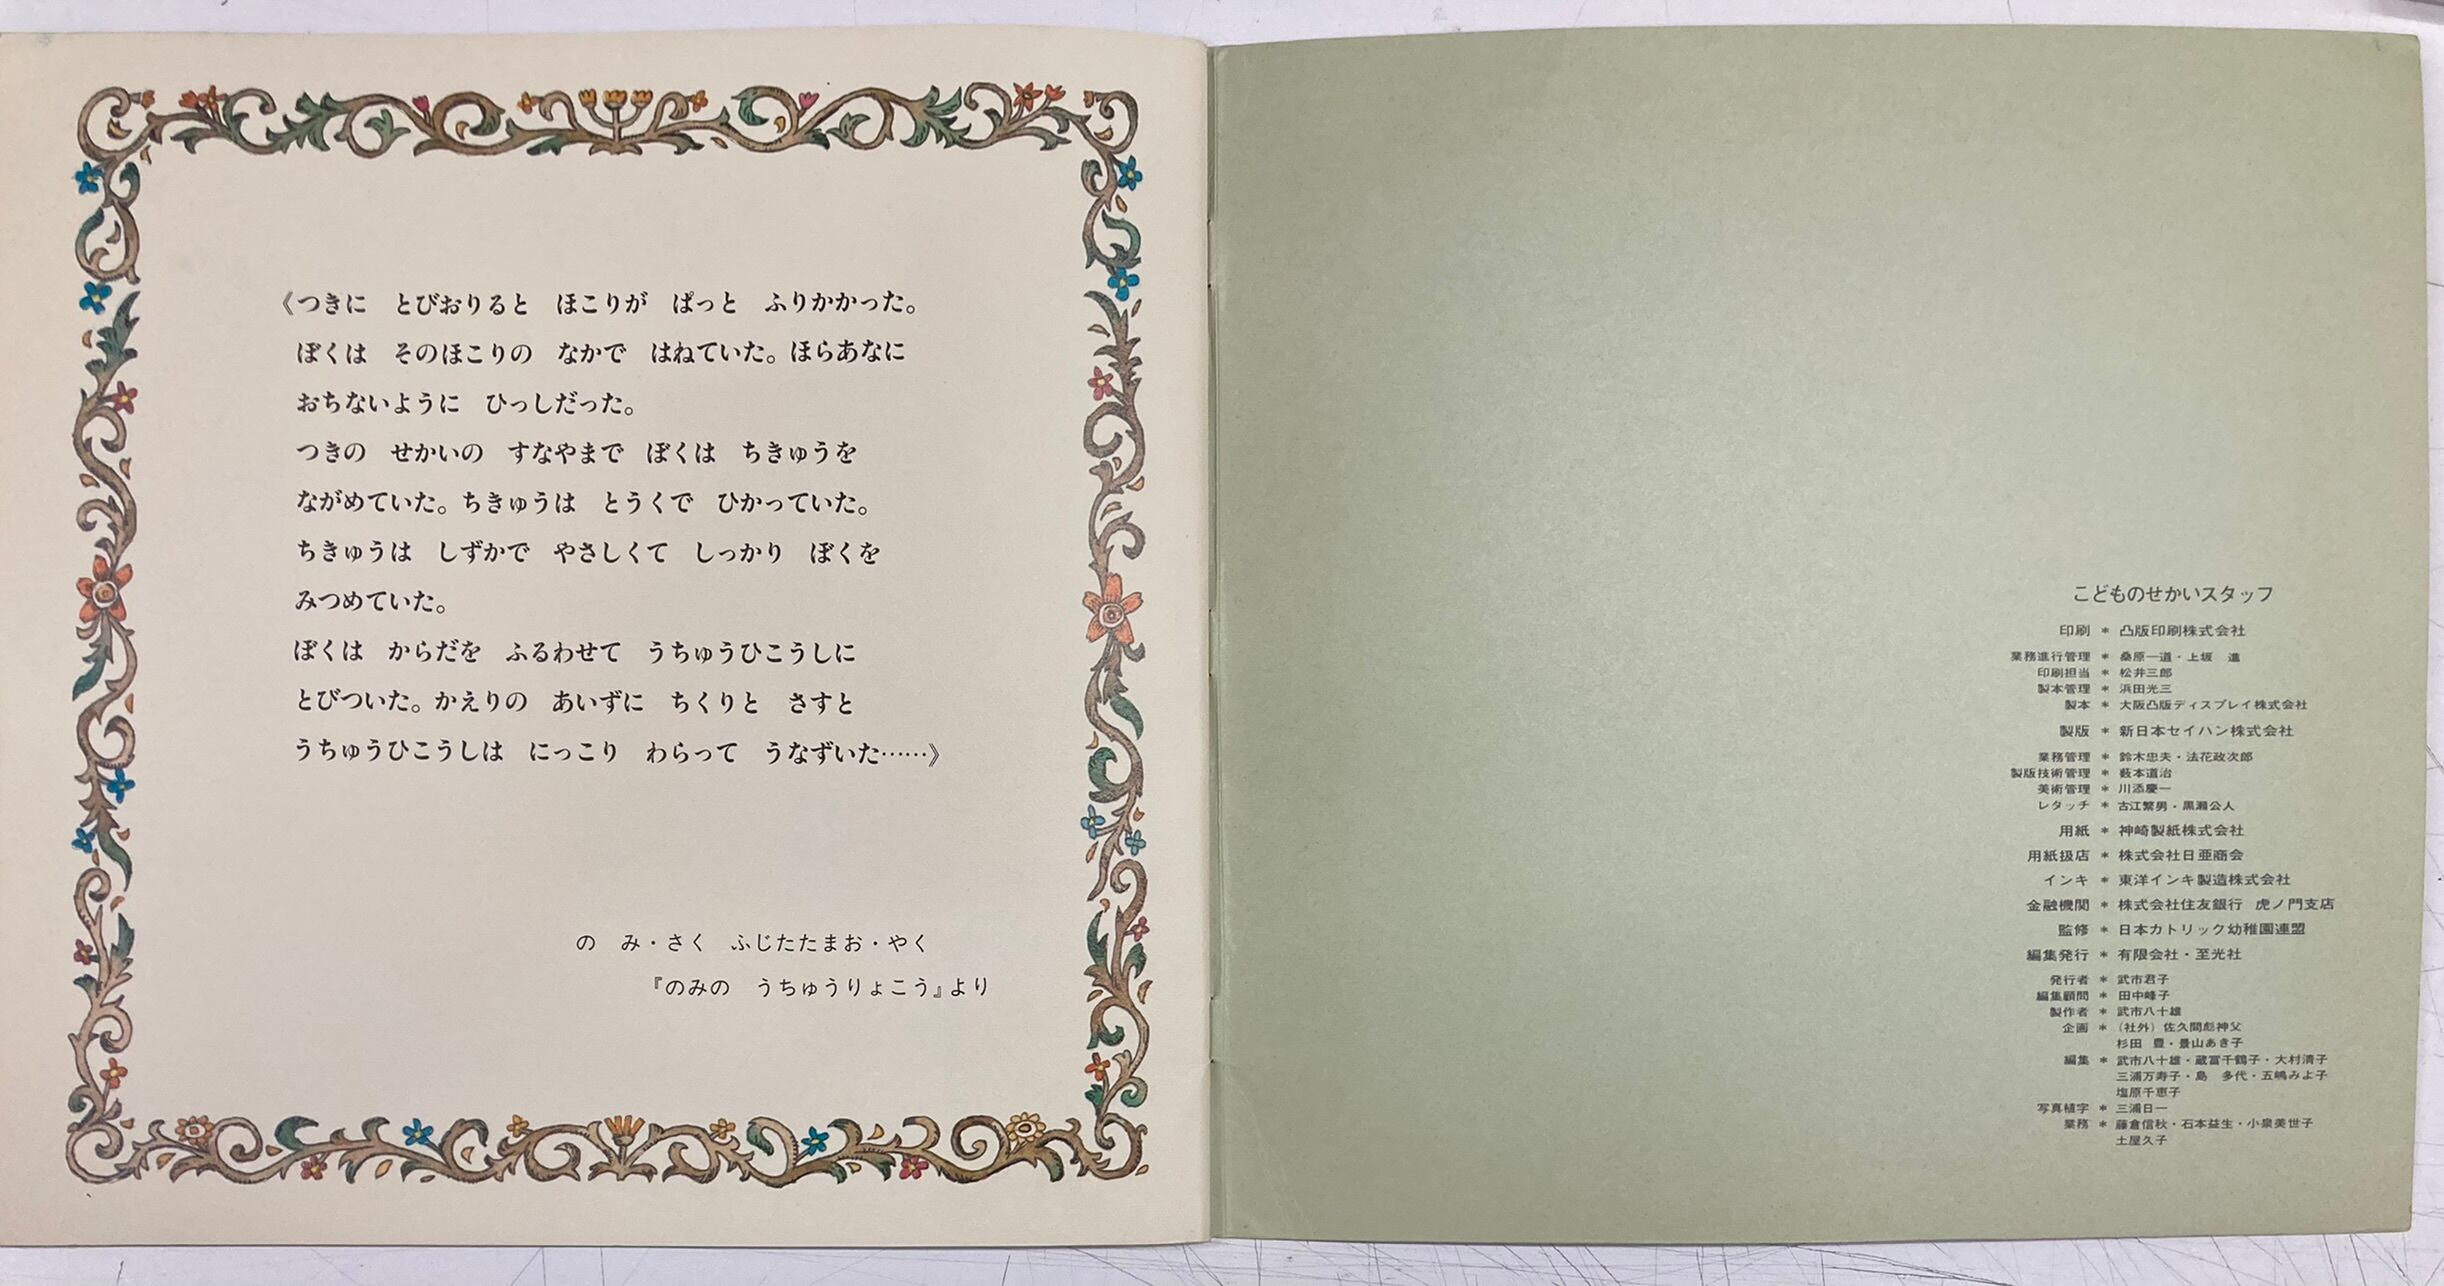 《つきに　とびおりると　ほこりが　ぱっと　ふりかかった。
ぼくは　そのほこりの　なかで　はねていた。ほらあなに
おちないように　ひっしだった。
つきの　せかいの　すなやまで　ぼくは　ちきゅうを
ながめていた。ちきゅうは　とうくで　ひかっていた。
ちきゅうは　しずかで　やさしくて　しっかり　ぼくを
みつめていた。
ぼくは　からだを　ふるわせて　うちゅうひこうしに
とびついた。かえりの　あいずに　ちくりと　さすと
うちゅうひこうしは　にっこり　わらって　うなずいた……》
の　み・さく　ふじたたまお・やく
『のみの　うちゅうりょこう』より
こどものせかいスタッフ
印刷 * 凸版印刷株式会社
業務進行管理 * 桑原一道・上坂　進
印刷担当 * 松井三郎
製本管理 * 浜田光三
製本 * 大阪凸版ディスプレイ株式会社
製版 * 新日本セイハン株式会社
業務管理 * 鈴木忠夫・法花政次郎
製版技術管理 * 薮本道治
美術管理 * 川添慶一
レタッチ * 古江繁男・黒瀬公人
用紙 * 神崎製紙株式会社
用紙扱店 * 株式会社日亜商会
インキ * 東洋インキ製造株式会社
金融機関 * 株式会社住友銀行　虎ノ門支店
監修 * 日本カトリック幼稚園連盟
編集発行 * 有限会社・至光社
発行者 * 武市君子
編集顧問 * 田中峰子
製作者 * 武市八十雄
企画 * （社外）佐久間彪神父
杉田　豊・景山あき子
編集 * 武市八十雄・蔵冨千鶴子・大村清子
三浦万寿子・島　多代・五嶋みよ子
塩原千恵子
写真植字 * 三浦日一
業務 * 藤倉信秋・石本益生・小泉美世子
土屋久子